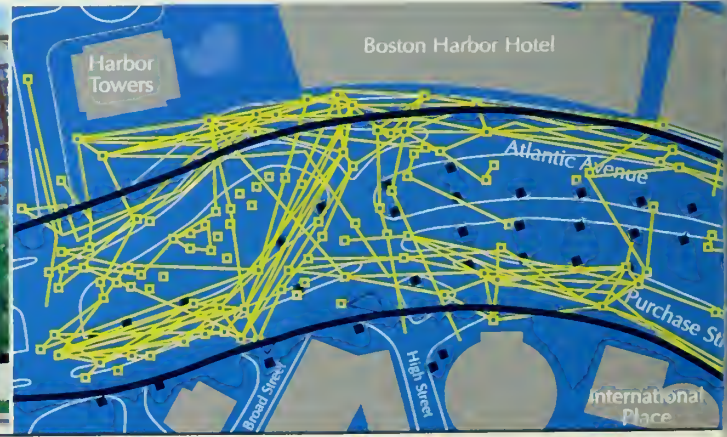 Harbor
Towers
Boston Harbor Hotel
Atlantic Avenue
Purchase St
Broad Street
High Street
International
Place